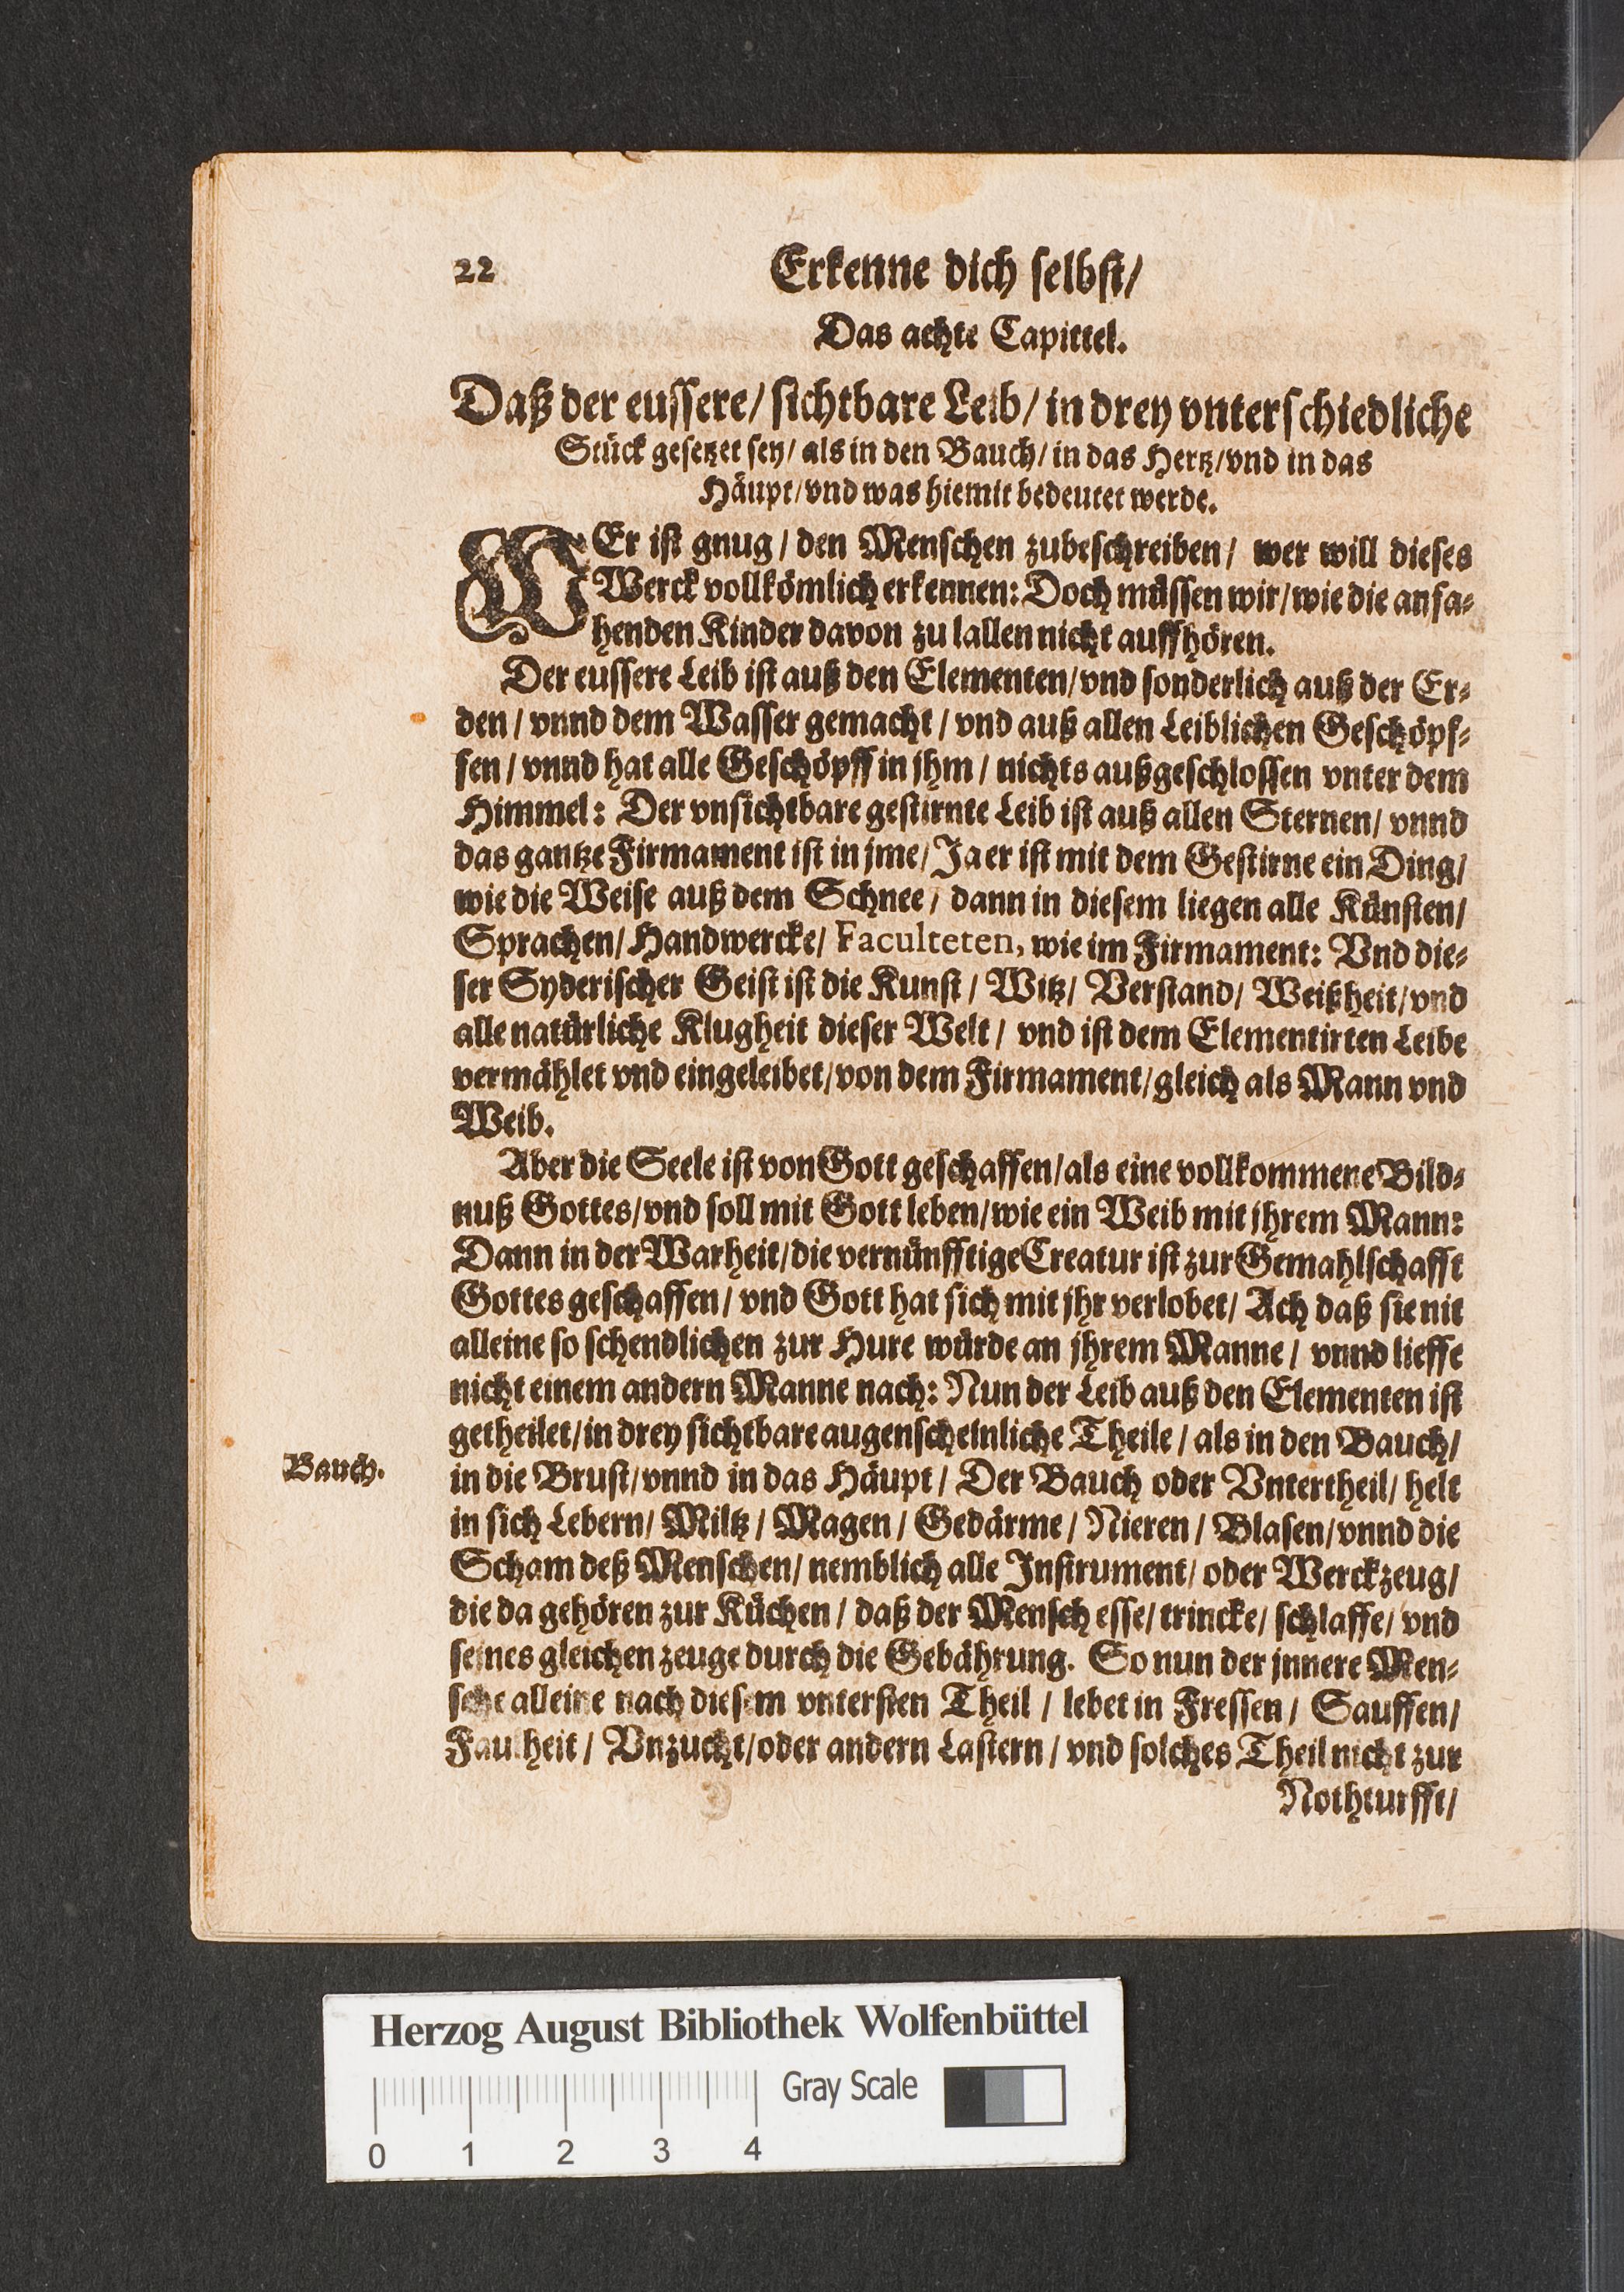 22 Erkenne dich selbst/
Das achte Capittel.
Daß der eussere/ sichtbare Leib/ in drey vnterschiedliche
Stück gesetzet sey/ als in den Bauch/ in das Hertz/ vnd in das
Häupt/ vnd was hiemit bedeutet werde.
WEr ist gnug/ den Menschen zubeschreiben/ wer will dieses
Werck vollkömlich erkennen: Doch müssen wir/ wie die anfa-
henden Kinder davon zu lallen nicht auffhören.
Der eussere Leib ist auß den Elementen/ vnd sonderlich auß der Er-
den/ vnnd dem Wasser gemacht/ vnd auß allen Leiblichen Geschöpf-
fen/ vnnd hat alle Geschöpff in jhm/ nichts außgeschlossen vnter dem
Himmel: Der vnsichtbare gestirnte Leib ist auß allen Sternen/ vnnd
das gantze Firmament ist in jme/ Ja er ist mit dem Gestirne ein Ding/
wie die Weise auß dem Schnee/ dann in diesem liegen alle Künsten/
Sprachen/ Handwercke/ Faculteten, wie im Firmament: Vnd die-
ser Syderischer Geist ist die Kunst/ Witz/ Verstand/ Weißheit/ vnd
alle natürliche Klugheit dieser Welt/ vnd ist dem Elementirten Leibe
vermählet vnd eingeleibet/ von dem Firmament/ gleich als Mann vnd
Weib.
Aber die Seele ist von Gott geschaffen/ als eine vollkommene Bild-
nuß Gottes/ vnd soll mit Gott leben/ wie ein Weib mit jhrem Mann:
Dann in der Warheit/ die vernünfftige Creatur ist zur Gemahlschafft
Gottes geschaffen/ vnd Gott hat sich mit jhr verlobet/ Ach daß sie nit
alleine so schendlichen zur Hure würde an jhrem Manne/ vnnd lieffe
nicht einem andern Manne nach: Nun der Leib auß den Elementen ist
getheilet/ in drey sichtbare augenscheinliche Theile/ als in den Bauch/
Bauch.
in die Brust/ vnnd in das Häupt/ Der Bauch oder Vntertheil/ helt
in sich Lebern/ Miltz/ Magen/ Gedärme/ Nieren/ Blasen/ vnnd die
Scham deß Menschen/ nemblich alle Instrument/ oder Werckzeug/
die da gehören zur Küchen/ daß der Mensch esse/ trincke/ schlaffe/ vnd
seines gleichen zeuge durch die Gebährung. So nun der jnnere Men-
sche alleine nach diesem vntersten Theil/ lebet in Fressen/ Sauffen/
Faulheit/ Vnzucht/ oder andern Lastern/ vnd solches Theil nicht zur
Nothturfft/
Herzog August Bibliothek Wolfenbüttel
Gray Scale
0 1 2 3 4